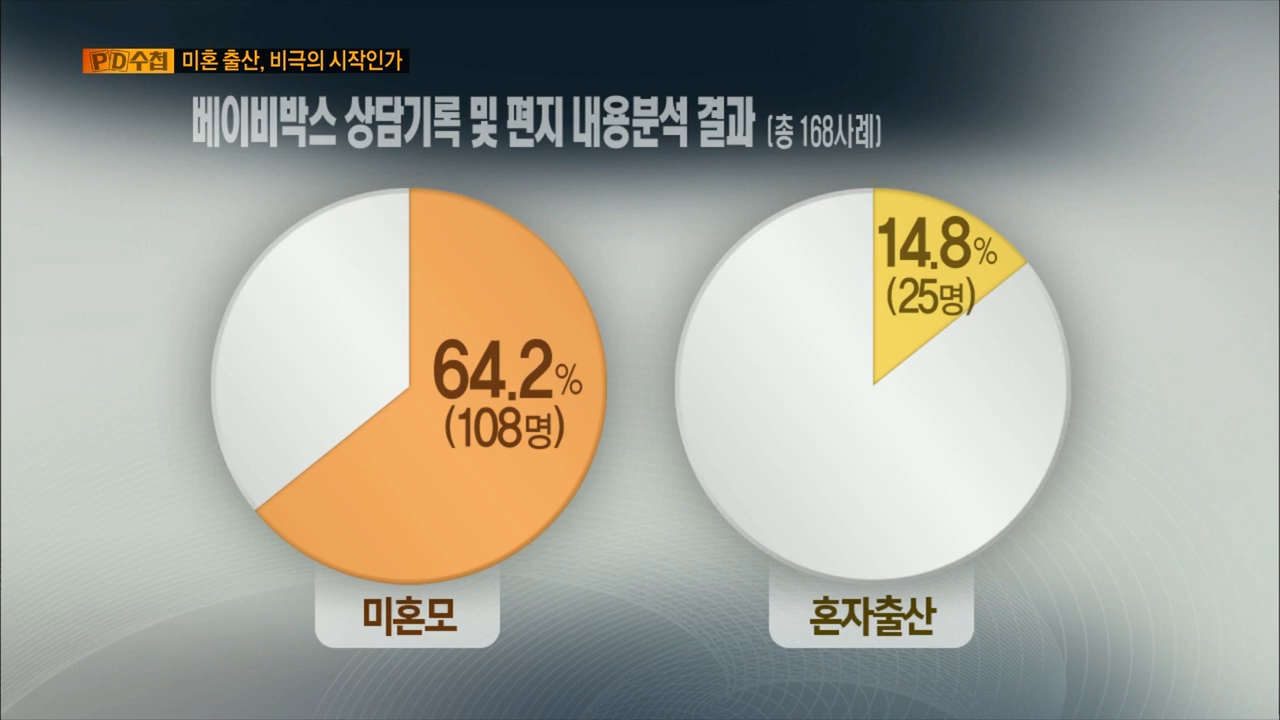 PD수첩 미혼 출산, 비극의 시작인가
베이비박스 상담기록 및 편지 내용분석 결과 (총 168사례)
64.2%
(108명)
미혼모
14.8%
(25명)
혼자출산